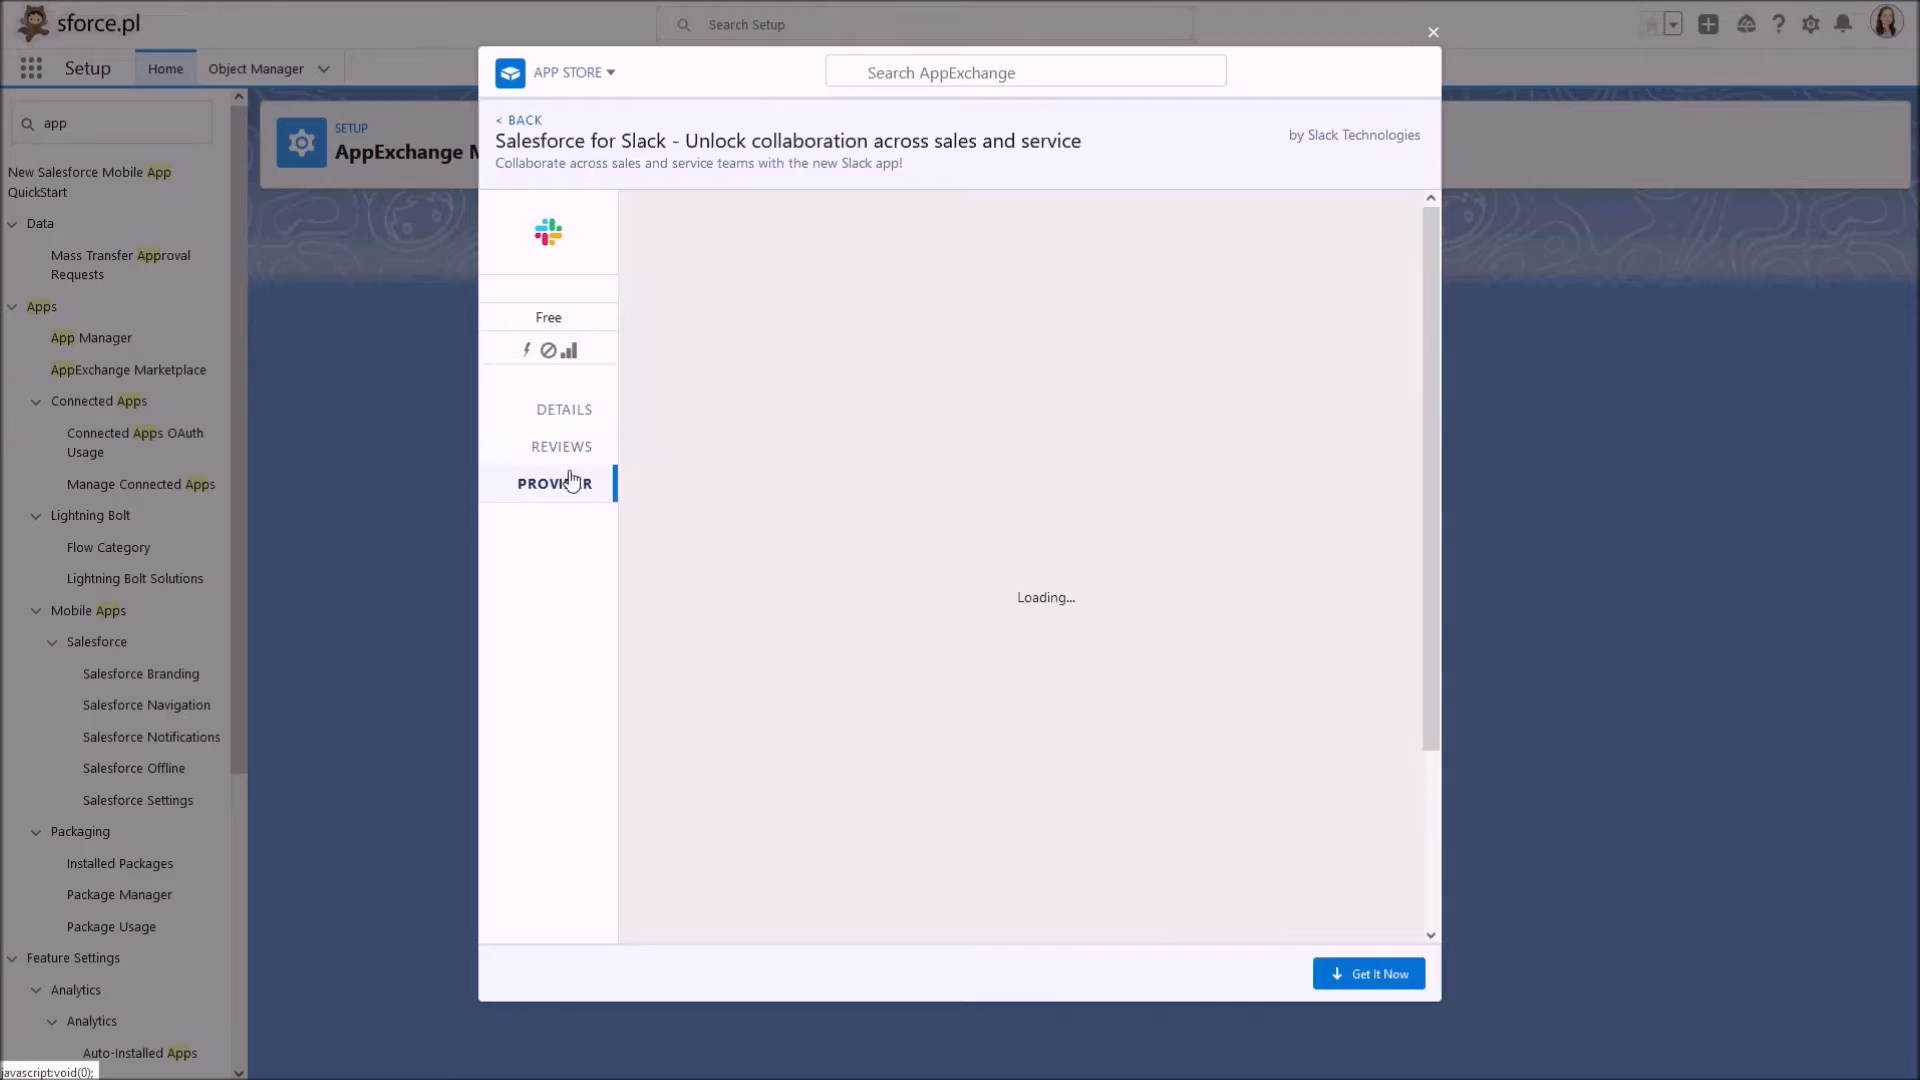 sforce.pl
Search Setup
Setup
Home
Object Manager
app
New Salesforce Mobile App
QuickStart
Data
Mass Transfer Approval
Requests
Apps
App Manager
AppExchange Marketplace
Connected Apps
Connected Apps OAuth
Usage
Manage Connected Apps
Lightning Bolt
Flow Category
Lightning Bolt Solutions
Mobile Apps
Salesforce
Salesforce Branding
Salesforce Navigation
Salesforce Notifications
Salesforce Offline
Salesforce Settings
Packaging
Installed Packages
Package Manager
Package Usage
Feature Settings
Analytics
Analytics
Auto-Installed Apps
javascript:void(0);
SETUP
AppExchange M
APP STORE
Search AppExchange
< BACK
Salesforce for Slack - Unlock collaboration across sales and service
by Slack Technologies
Collaborate across sales and service teams with the new Slack app!
Free
DETAILS
REVIEWS
PROVIDER
Loading...
Get It Now